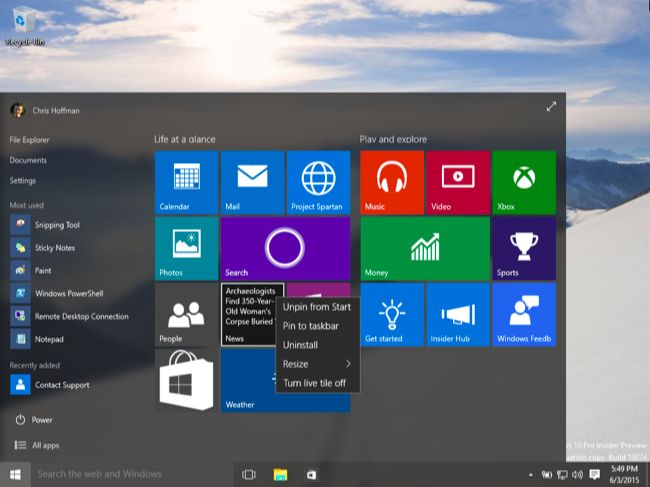 Recycle Bin
Chris Hoffman
File Explorer
Documents
Settings
Most used
Snipping Tool
Sticky Notes
Paint
Windows PowerShell
Remote Desktop Connection
Notepad
Recently added
Contact Support
Power
All apps
Life at a glance
Calendar
Mail
Project Spartan
Photos
Search
People
Archaeologists
Find 350-Year-
Old Woman's
Corpse Buried
News
Weather
Play and explore
Music
Video
Xbox
Money
Sports
Get started
Insider Hub
Windows Feedb
Unpin from Start
Pin to taskbar
Uninstall
Resize
Turn live tile off
10 Pro Insider Preview
copy. Build 10074
Search the web and Windows
5:49 PM
6/3/2015